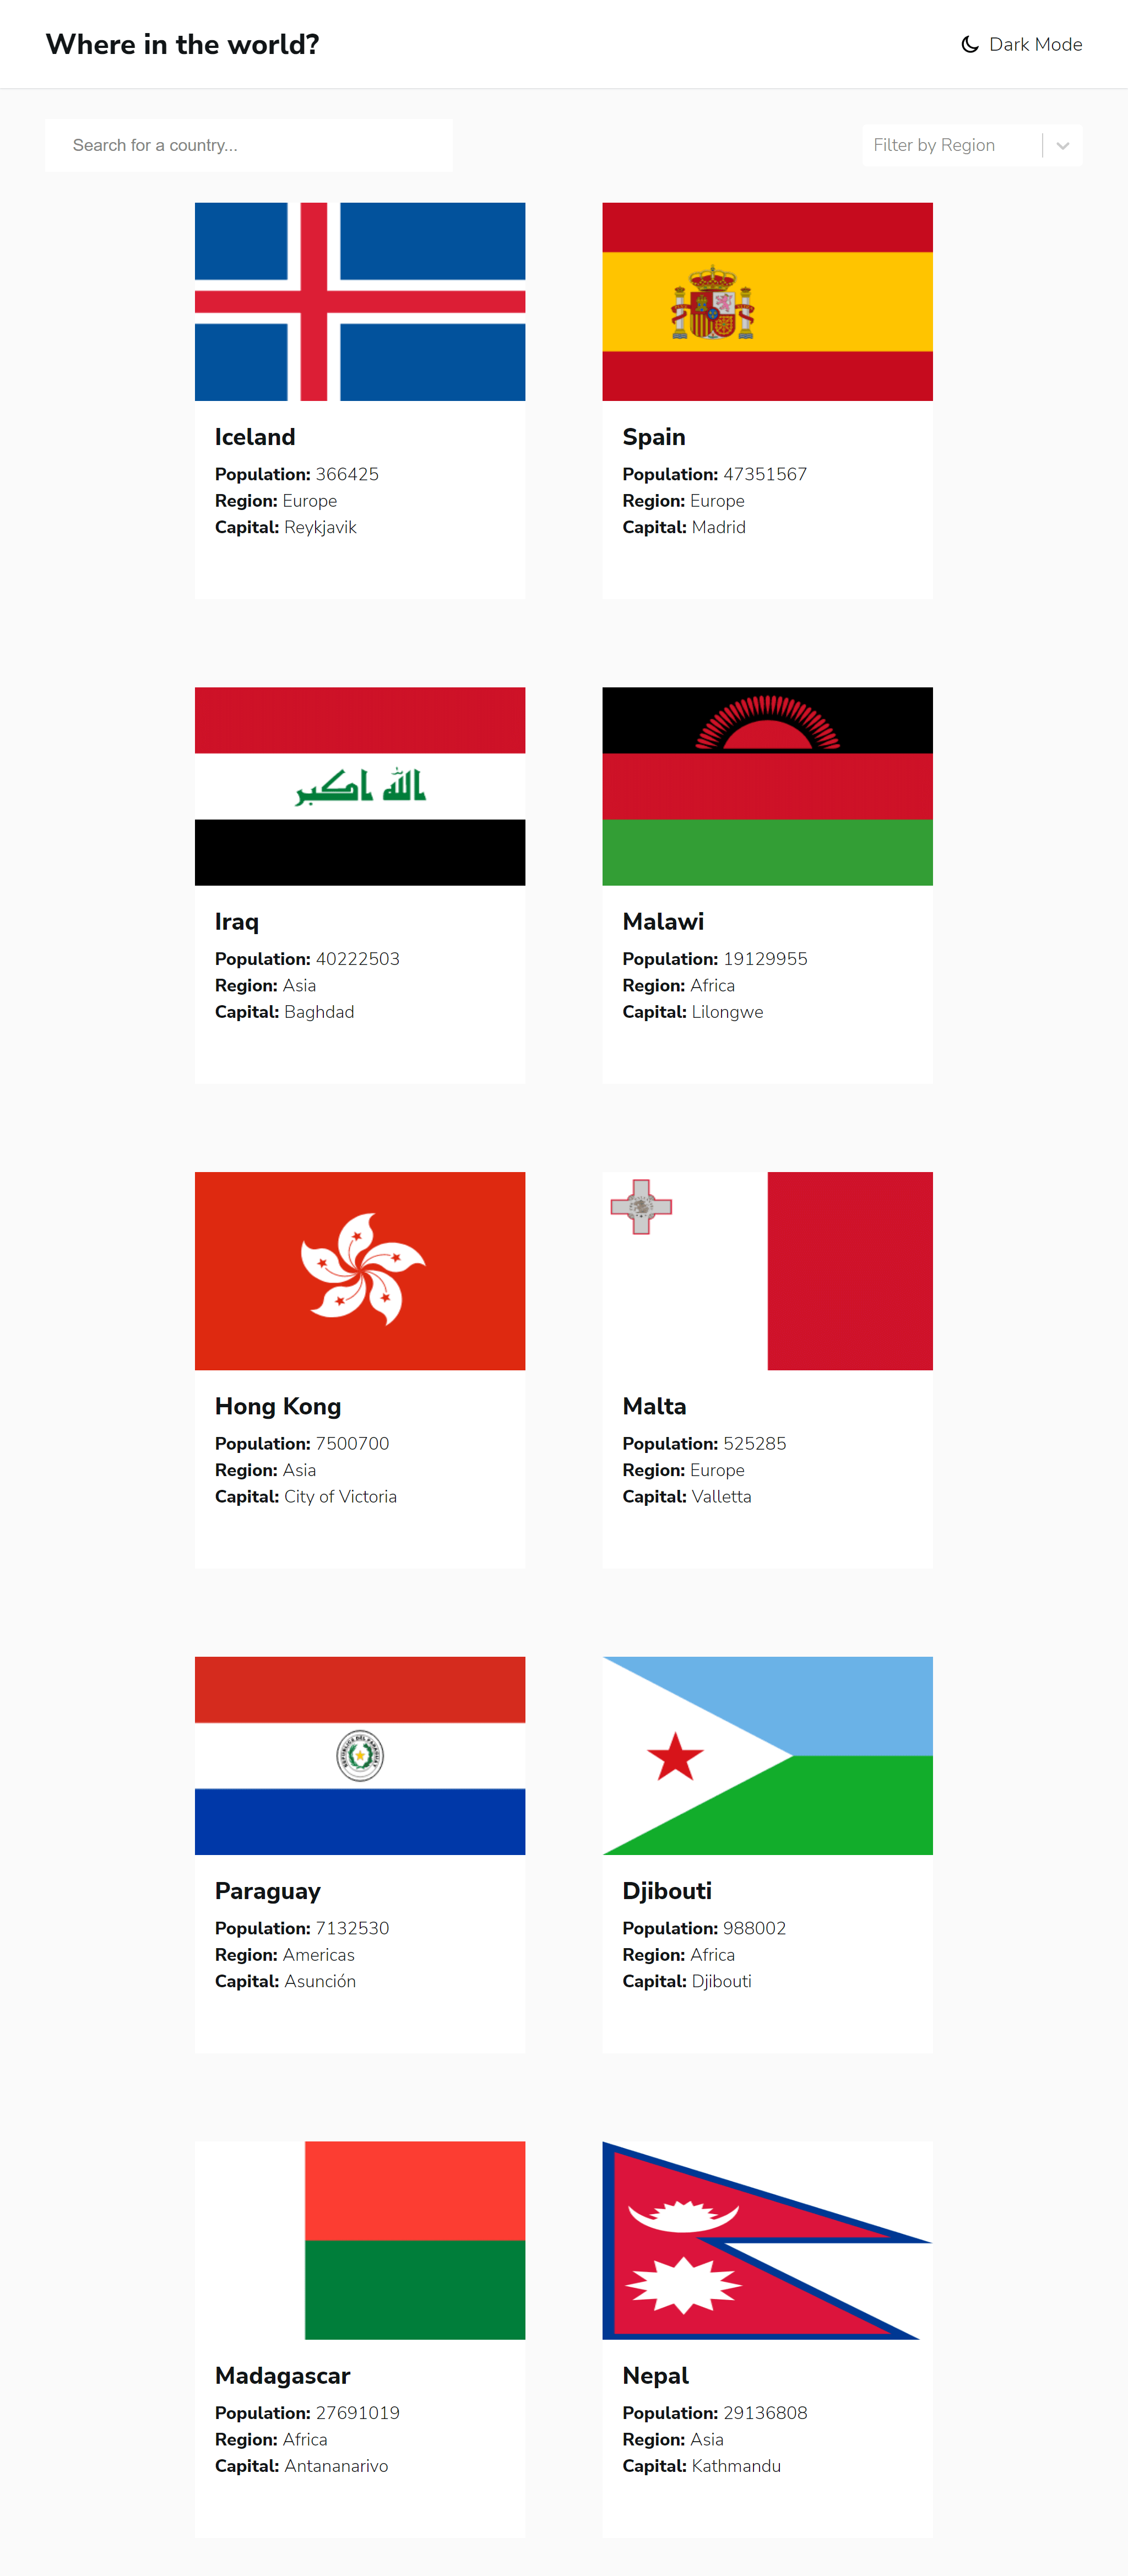 Where in the world?
Dark Mode
Search for a country...
Filter by Region
Iceland
Population: 366425
Region: Europe
Capital: Reykjavik
Spain
Population: 47351567
Region: Europe
Capital: Madrid
الله اكبر
Iraq
Population: 40222503
Region: Asia
Capital: Baghdad
Malawi
Population: 19129955
Region: Africa
Capital: Lilongwe
Hong Kong
Population: 7500700
Region: Asia
Capital: City of Victoria
Malta
Population: 525285
Region: Europe
Capital: Valletta
REPUBLICA DEL PARAGUAY
Paraguay
Population: 7132530
Region: Americas
Capital: Asunción
Djibouti
Population: 988002
Region: Africa
Capital: Djibouti
Madagascar
Population: 27691019
Region: Africa
Capital: Antananarivo
Nepal
Population: 29136808
Region: Asia
Capital: Kathmandu